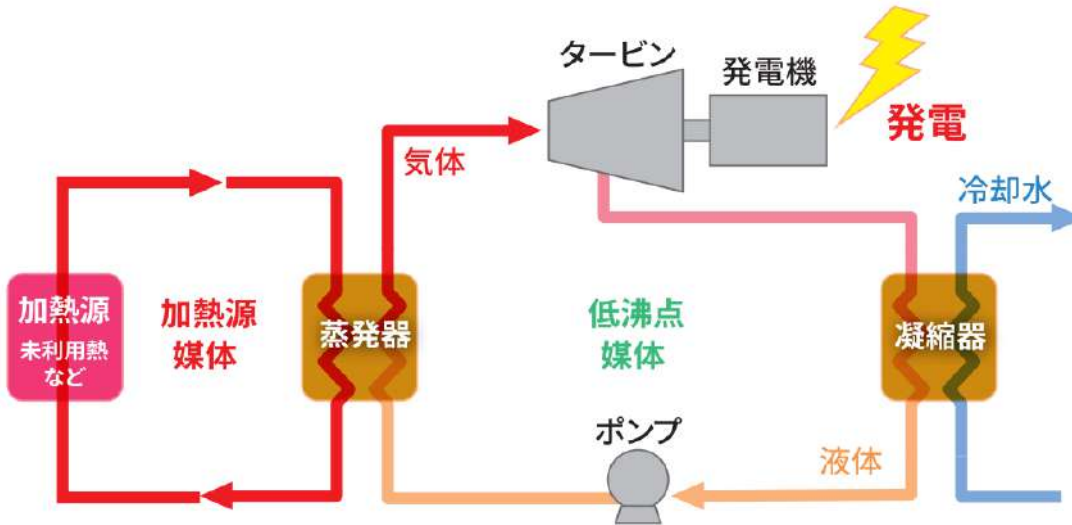 タービン
発電機
発電
気体
冷却水
加熱源
未利用熱
など
加熱源
媒体
蒸発器
低沸点
媒体
凝縮器
ポンプ
液体